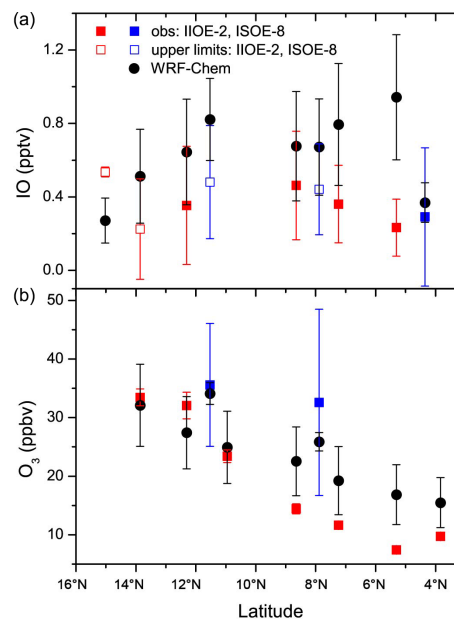 (a)
obs: IIOE-2, ISOE-8
upper limits: IIOE-2, ISOE-8
WRF-Chem
IO (pptv)
1.2
0.8
0.4
0.0
(b)
O3 (ppbv)
50
40
30
20
10
16°N 14°N 12°N 10°N 8°N 6°N 4°N
Latitude